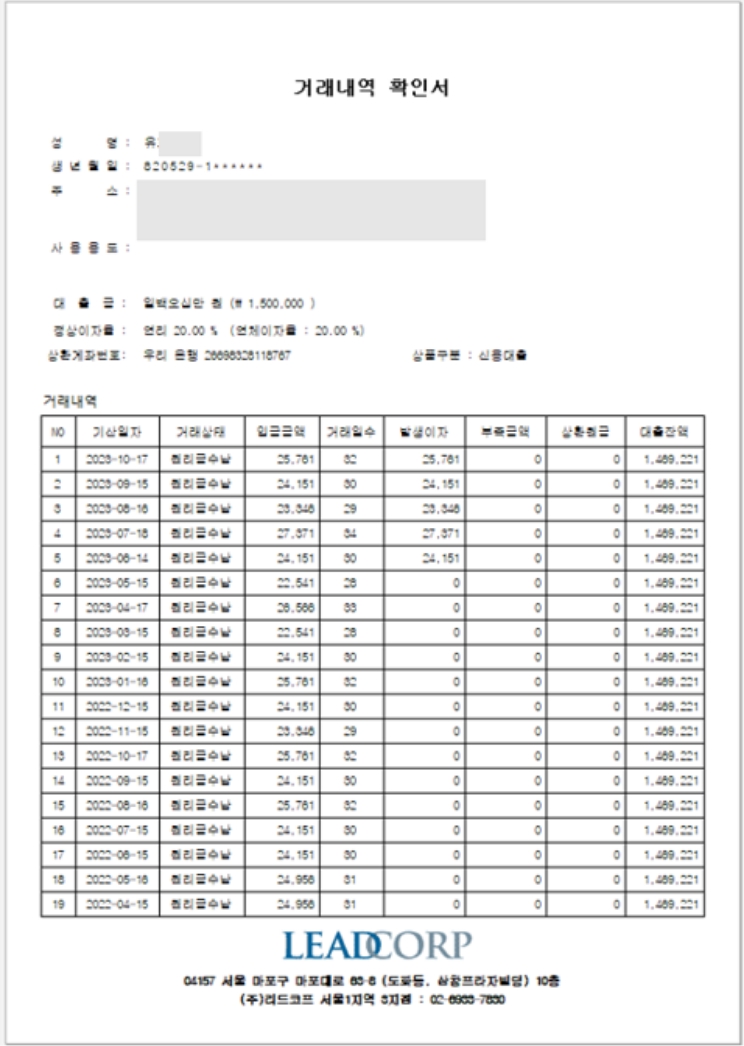 거래내역 확인서
성 명 : 유
생 년 월 일 : 820529-1******
주 소 :
사 용 용 도 :
대 출 금 : 일백오십만 원 (₩ 1,500,000 )
정상이자율 : 연리 20.00 % (연체이자율 : 20.00 %)
상환계좌번호: 우리 은행 26698328118767 상품구분 : 신용대출
거래내역
NO 기산일자 거래상태 입금금액 거래일수 발생이자 부족금액 상환원금 대출잔액
1 2023-10-17 원리금수납 25,761 32 25,761 0 0 1,469,221
2 2023-09-15 원리금수납 24,151 30 24,151 0 0 1,469,221
3 2023-08-16 원리금수납 23,346 29 23,346 0 0 1,469,221
4 2023-07-18 원리금수납 27,371 34 27,371 0 0 1,469,221
5 2023-06-14 원리금수납 24,151 30 24,151 0 0 1,469,221
6 2023-05-15 원리금수납 22,541 28 0 0 0 1,469,221
7 2023-04-17 원리금수납 26,566 33 0 0 0 1,469,221
8 2023-03-15 원리금수납 22,541 28 0 0 0 1,469,221
9 2023-02-15 원리금수납 24,151 30 0 0 0 1,469,221
10 2023-01-16 원리금수납 25,761 32 0 0 0 1,469,221
11 2022-12-15 원리금수납 24,151 30 0 0 0 1,469,221
12 2022-11-15 원리금수납 23,346 29 0 0 0 1,469,221
13 2022-10-17 원리금수납 25,761 32 0 0 0 1,469,221
14 2022-09-15 원리금수납 24,151 30 0 0 0 1,469,221
15 2022-08-16 원리금수납 25,761 32 0 0 0 1,469,221
16 2022-07-15 원리금수납 24,151 30 0 0 0 1,469,221
17 2022-06-15 원리금수납 24,151 30 0 0 0 1,469,221
18 2022-05-16 원리금수납 24,956 31 0 0 0 1,469,221
19 2022-04-15 원리금수납 24,956 31 0 0 0 1,469,221
LEADCORP
04157 서울 마포구 마포대로 63-8 (도화동, 삼창프라자빌딩) 10층
(주)리드코프 서울1지역 3지점 : 02-6933-7830